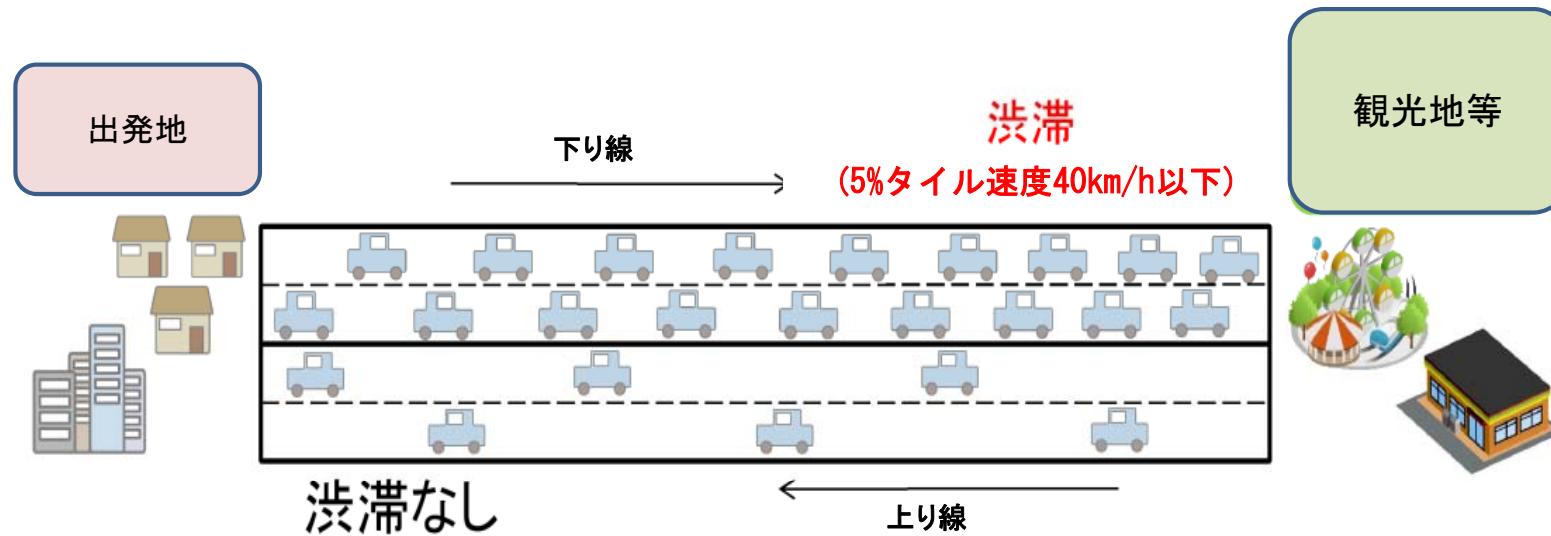 出発地
観光地等
下り線
渋滞
(5%タイル速度40km/h以下)
渋滞なし
上り線